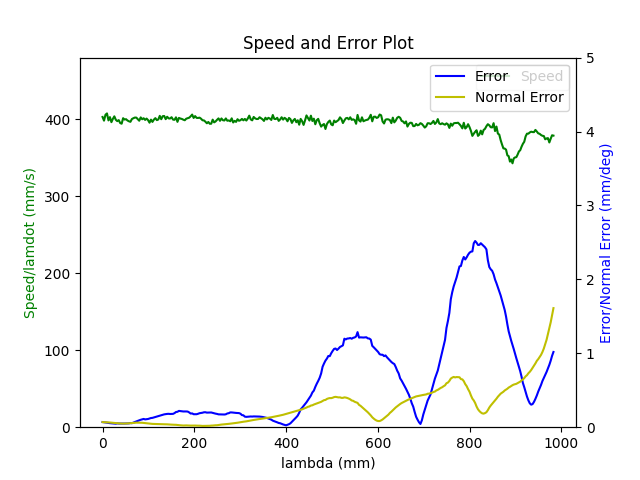 Speed and Error Plot
Error Speed
Normal Error
Speed/lamdot (mm/s)
400
300
200
100
0
5
4
3
2
1
0
Error/Normal Error (mm/deg)
0 200 400 600 800 1000
lambda (mm)